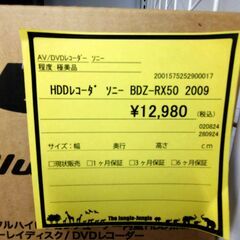 AV/DVDレコーダー ソニー
程度 極美品
2001575252900017
HDDレコーダ ソニー BDZ-RX50 2009
¥12,980 (税込)
020824
280924
サイズ:幅 奥行 高さ cm
□現状販売 □1ヶ月保証 □3ヶ月保証 □6ヶ月保証
The Jungle-Jungle
ーレイディスク/DVDレコーダー